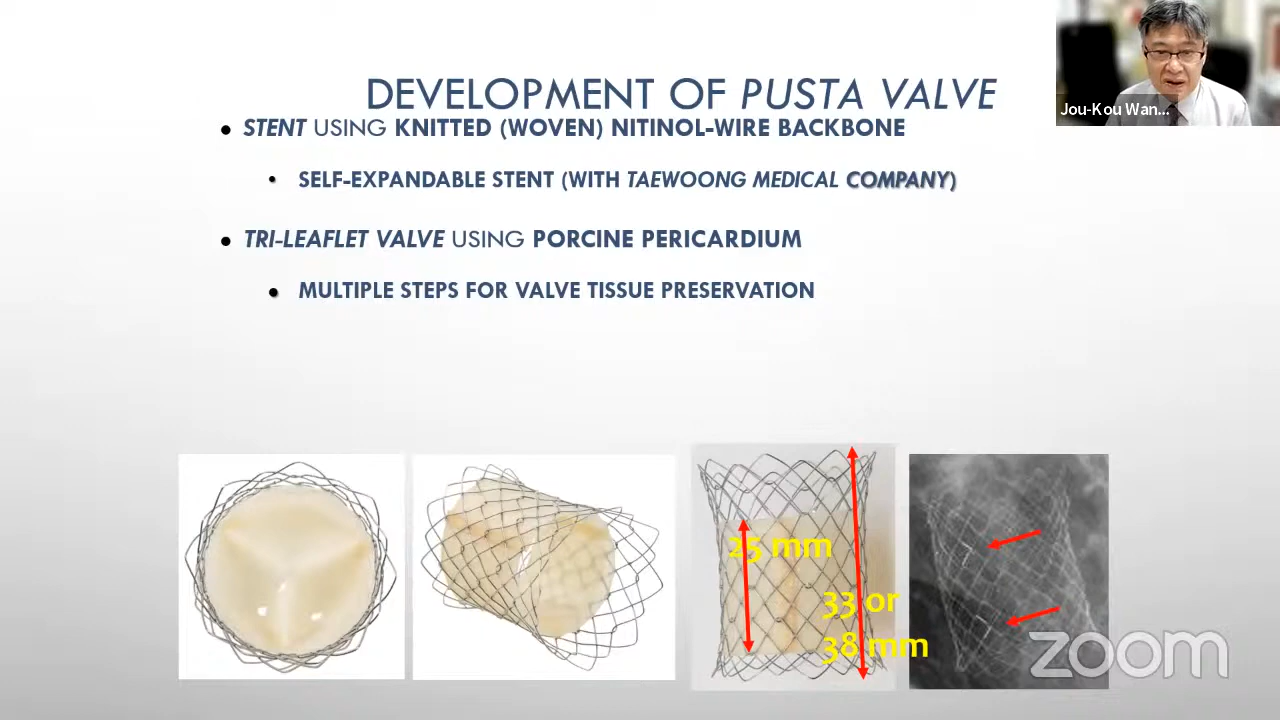 Jou-Kou Wan...
DEVELOPMENT OF PUSTA VALVE
• STENT USING KNITTED (WOVEN) NITINOL-WIRE BACKBONE
• SELF-EXPANDABLE STENT (WITH TAEWOONG MEDICAL COMPANY)
• TRI-LEAFLET VALVE USING PORCINE PERICARDIUM
• MULTIPLE STEPS FOR VALVE TISSUE PRESERVATION
25 mm
33 or
38 mm
zoom